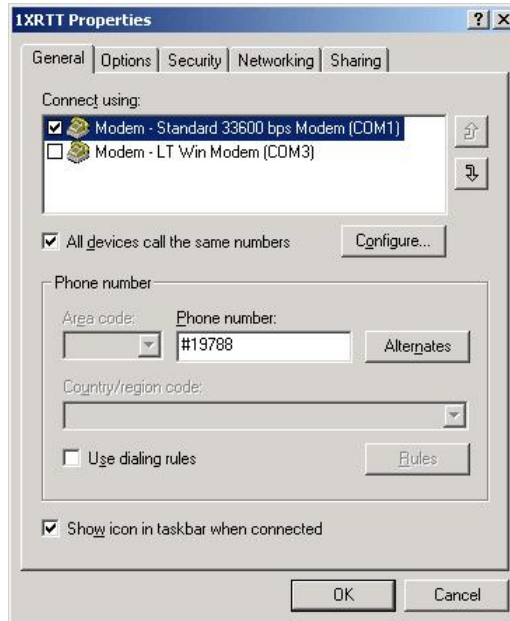 1XRTT Properties
General Options Security Networking Sharing
Connect using:
Modem - Standard 33600 bps Modem (COM1)
Modem - LT Win Modem (COM3)
All devices call the same numbers Configure...
Phone number
Area code: Phone number:
#19788 Alternates
Country/region code:
Use dialing rules Rules
Show icon in taskbar when connected
OK Cancel